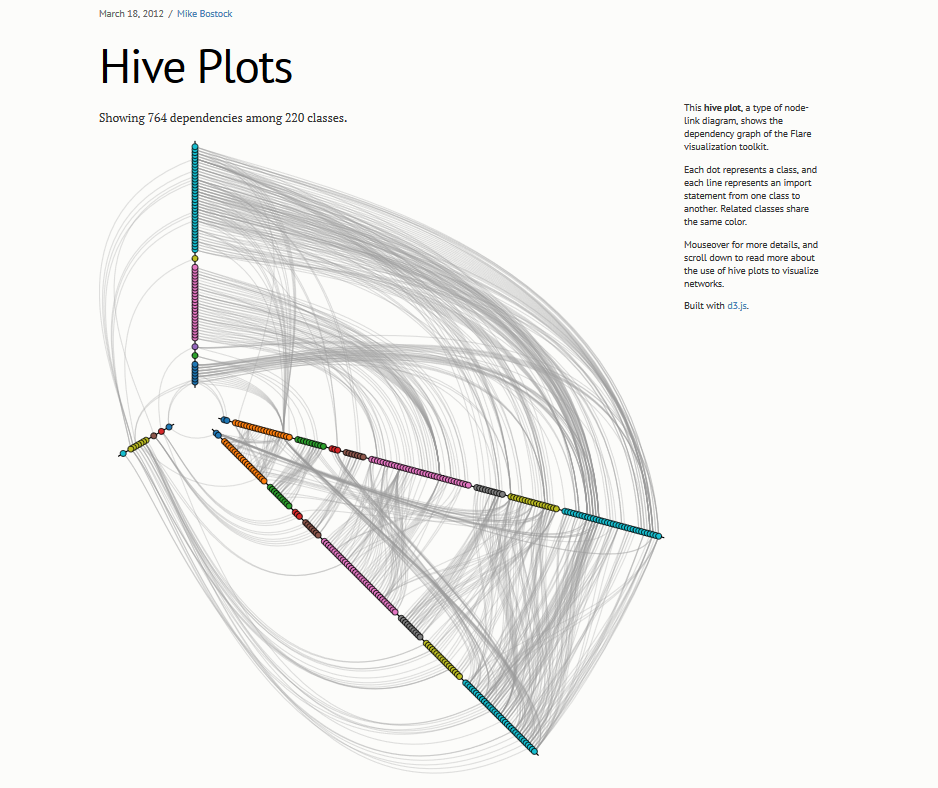 March 18, 2012 / Mike Bostock
Hive Plots
Showing 764 dependencies among 220 classes.
This hive plot, a type of node-
link diagram, shows the
dependency graph of the Flare
visualization toolkit.
Each dot represents a class, and
each line represents an import
statement from one class to
another. Related classes share
the same color.
Mouseover for more details, and
scroll down to read more about
the use of hive plots to visualize
networks.
Built with d3.js.